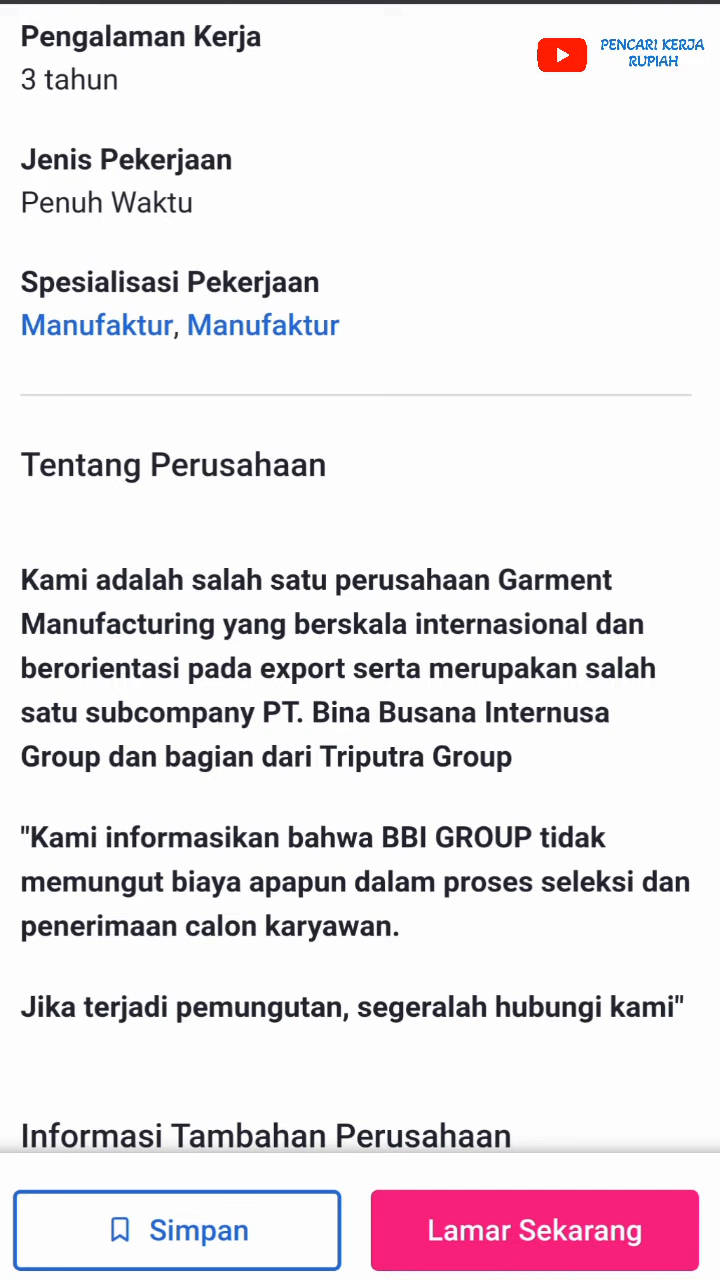 Pengalaman Kerja
3 tahun
PENCARI KERJA
RUPIAH
Jenis Pekerjaan
Penuh Waktu
Spesialisasi Pekerjaan
Manufaktur, Manufaktur
Tentang Perusahaan
Kami adalah salah satu perusahaan Garment
Manufacturing yang berskala internasional dan
berorientasi pada export serta merupakan salah
satu subcompany PT. Bina Busana Internusa
Group dan bagian dari Triputra Group
"Kami informasikan bahwa BBI GROUP tidak
memungut biaya apapun dalam proses seleksi dan
penerimaan calon karyawan.
Jika terjadi pemungutan, segeralah hubungi kami"
Informasi Tambahan Perusahaan
Simpan
Lamar Sekarang